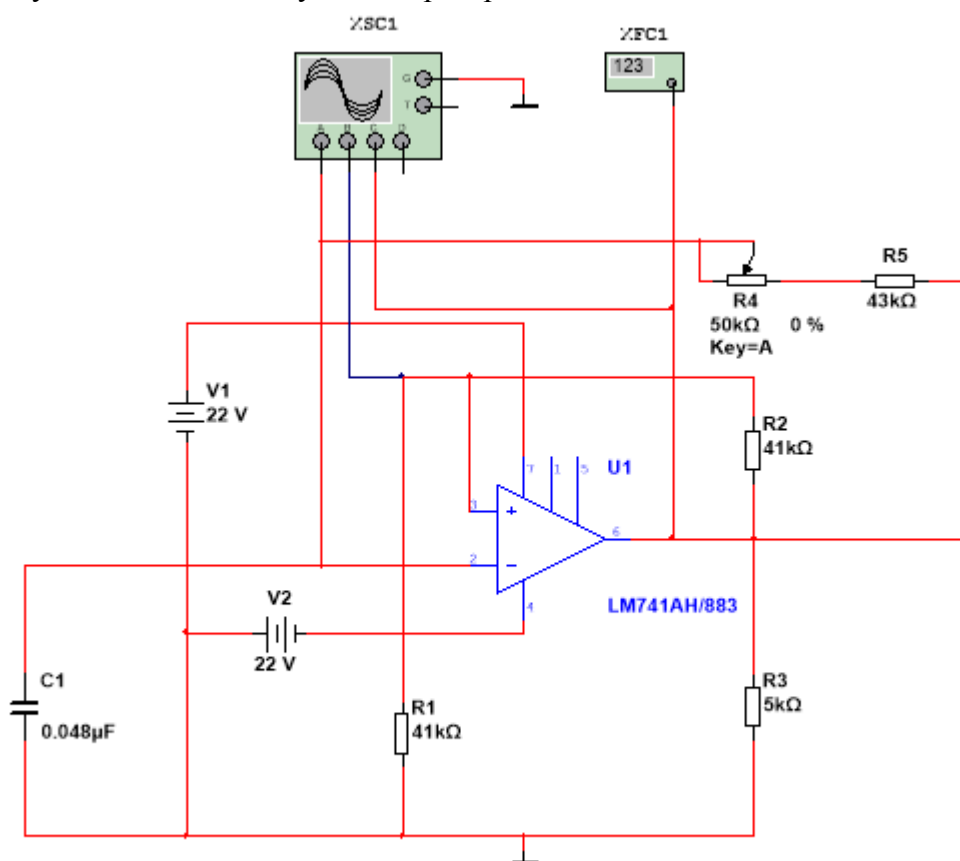 XSC1
XFC1
123
G
T
A B C D
R5
43kΩ
R4
50kΩ 0 %
Key=A
V1
22 V
R2
41kΩ
U1
7 1 5
3
6
2
4
LM741AH/883
V2
22 V
C1
0.048µF
R1
41kΩ
R3
5kΩ